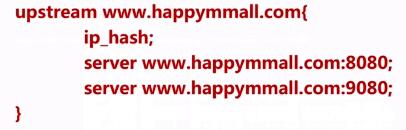 upstream www.happymmall.com{
ip_hash;
server www.happymmall.com:8080;
server www.happymmall.com:9080;
}